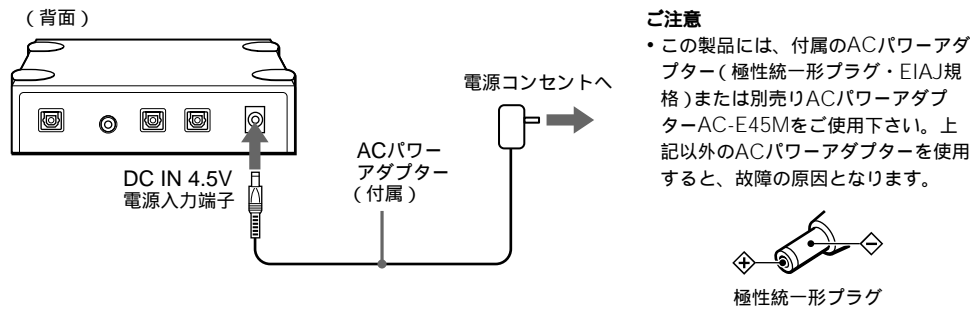 （背面）
電源コンセントへ
ACパワー
アダプター
（付属）
DC IN 4.5V
電源入力端子
ご注意
• この製品には、付属のACパワーアダ
プター（極性統一形プラグ・EIAJ規
格）または別売りACパワーアダプ
ターAC-E45Mをご使用下さい。上
記以外のACパワーアダプターを使用
すると、故障の原因となります。
極性統一形プラグ